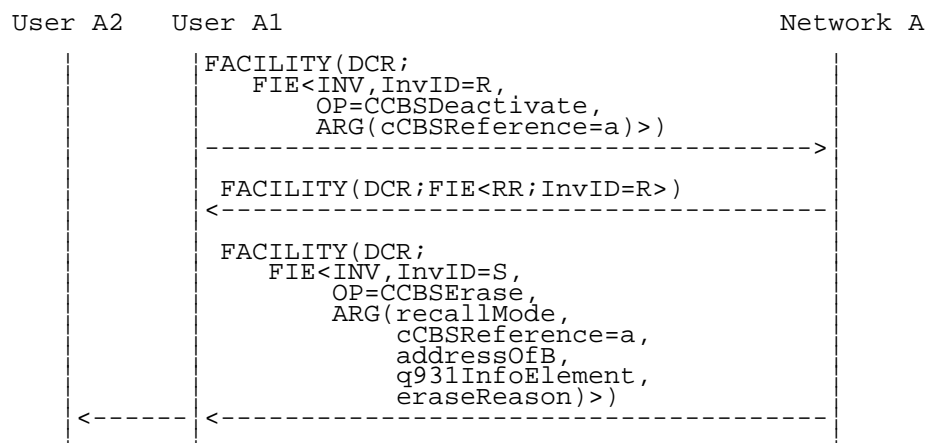 User A2 User A1 Network A
FACILITY(DCR;
FIE<INV,InvID=R,
OP=CCBSDeactivate,
ARG(cCBSReference=a)>)
FACILITY(DCR;FIE<RR;InvID=R>)
FACILITY(DCR;
FIE<INV,InvID=S,
OP=CCBSErase,
ARG(recallMode,
cCBSReference=a,
addressOfB,
q931InfoElement,
eraseReason)>)